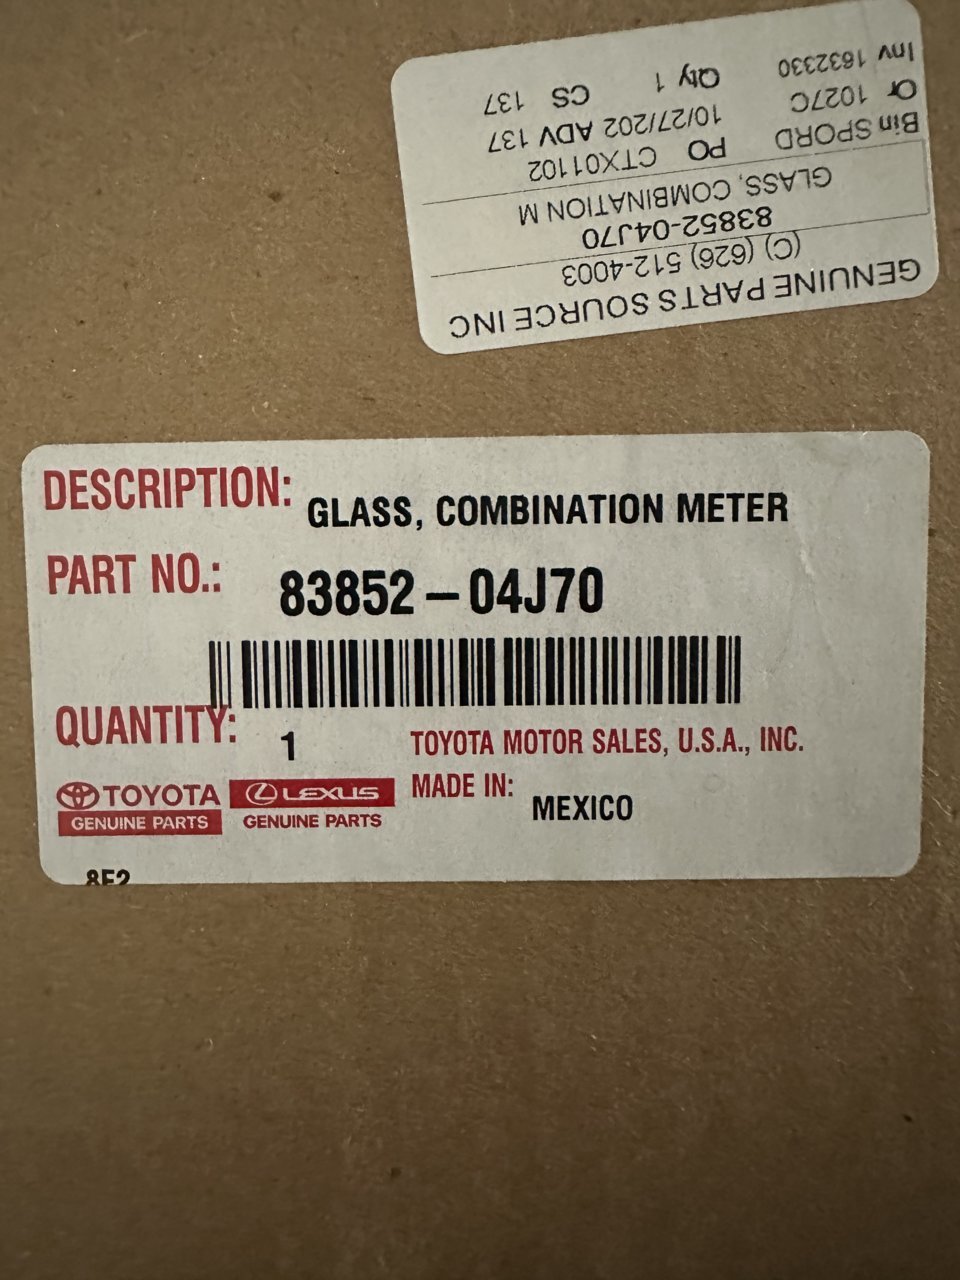 GENUINE PARTS SOURCE INC
(C) (626) 512-4003
83852-04J70
GLASS, COMBINATION M
Bin SPORD PO CTX01102
Cr 1027C 10/27/202 ADV 137
Inv 1632330 Qty 1 CS 137
DESCRIPTION: GLASS, COMBINATION METER
PART NO.: 83852-04J70
QUANTITY: 1
TOYOTA MOTOR SALES, U.S.A., INC.
TOYOTA
GENUINE PARTS
LEXUS
GENUINE PARTS
MADE IN: MEXICO